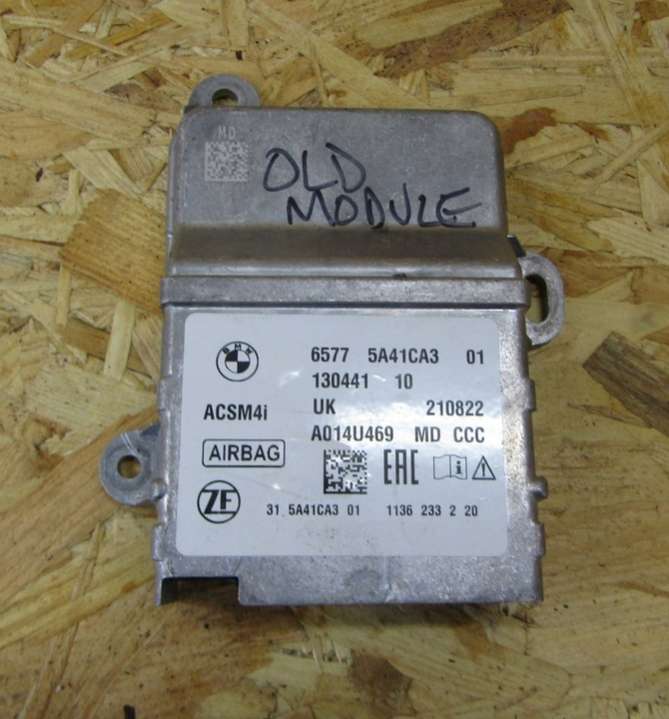 MD
OLD
MODULE
BMW
6577 5A41CA3 01
130441 10
ACSM4i
UK 210822
A014U469 MD CCC
AIRBAG
EAC
ZF
31 5A41CA3 01 1136 233 2 20